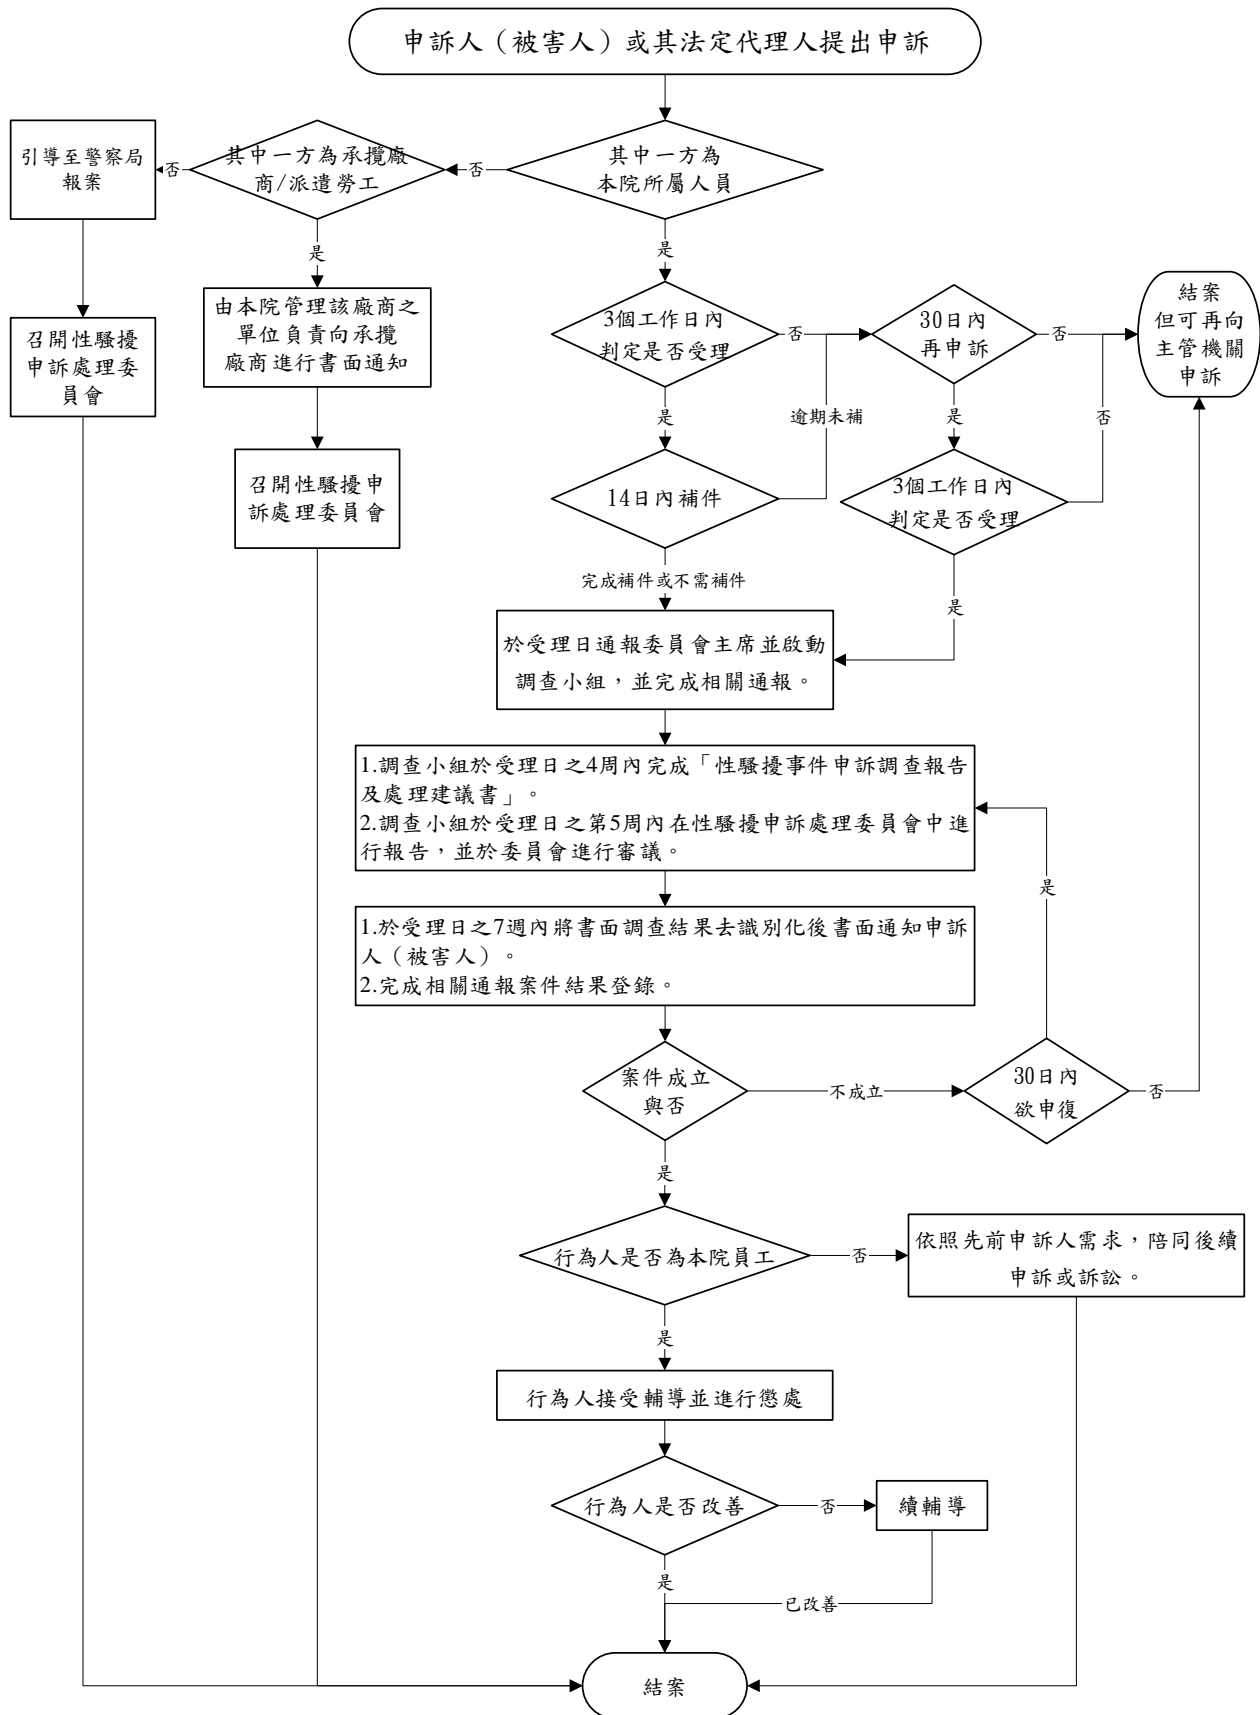 申訴人（被害人）或其法定代理人提出申訴
引導至警察局
報案
否
其中一方為承攬廠
商/派遣勞工
否
其中一方為
本院所屬人員
是
是
召開性騷擾
申訴處理委
員會
由本院管理該廠商之
單位負責向承攬
廠商進行書面通知
3個工作日內
判定是否受理
否
30日內
再申訴
否
結案
但可再向
主管機關
申訴
是
逾期未補
是
否
召開性騷擾申
訴處理委員會
14日內補件
3個工作日內
判定是否受理
完成補件或不需補件
是
於受理日通報委員會主席並啟動
調查小組，並完成相關通報。
1.調查小組於受理日之4周內完成「性騷擾事件申訴調查報告
及處理建議書」。
2.調查小組於受理日之第5周內在性騷擾申訴處理委員會中進
行報告，並於委員會進行審議。
是
1.於受理日之7週內將書面調查結果去識別化後書面通知申訴
人（被害人）。
2.完成相關通報案件結果登錄。
案件成立
與否
不成立
30日內
欲申復
否
是
行為人是否為本院員工
否
依照先前申訴人需求，陪同後續
申訴或訴訟。
是
行為人接受輔導並進行懲處
行為人是否改善
否
續輔導
是
已改善
結案